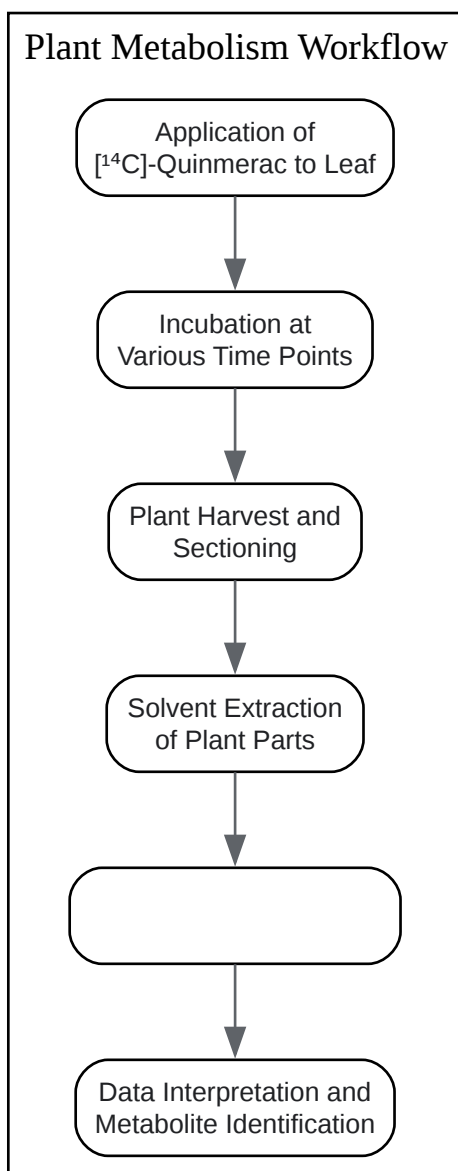 Plant Metabolism Workflow
Application of
[¹⁴C]-Quinmerac to Leaf
Incubation at
Various Time Points
Plant Harvest and
Sectioning
Solvent Extraction
of Plant Parts
Data Interpretation and
Metabolite Identification